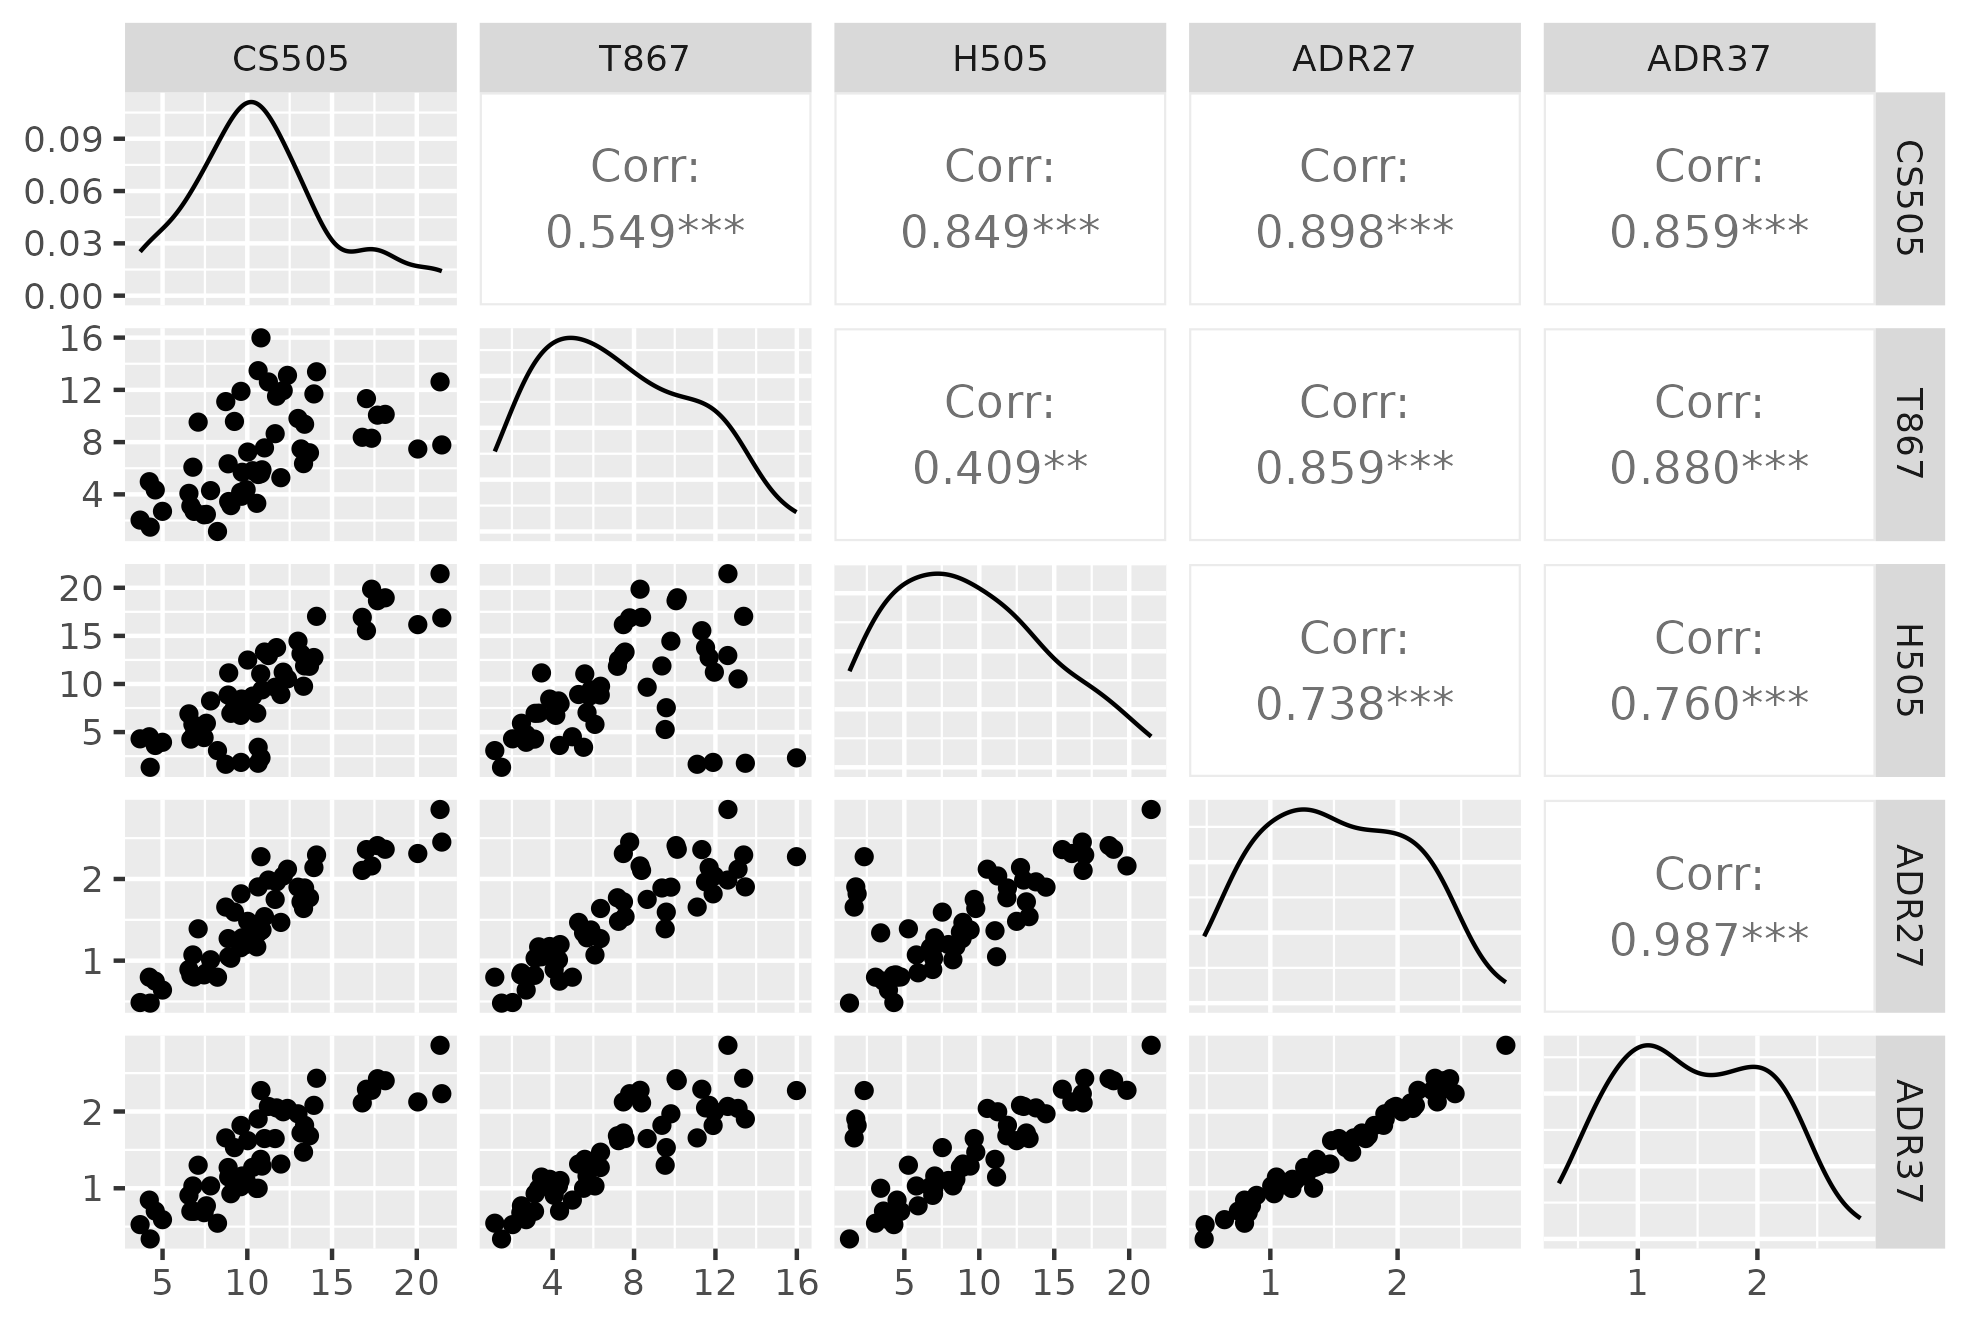 CS505 T867 H505 ADR27 ADR37
0.09
0.06
0.03
0.00
Corr:
0.549***
Corr:
0.849***
Corr:
0.898***
Corr:
0.859***
CS505
16
12
8
4
Corr:
0.409**
Corr:
0.859***
Corr:
0.880***
T867
20
15
10
5
Corr:
0.738***
Corr:
0.760***
H505
2
1
Corr:
0.987***
ADR27
2
1
ADR37
5 10 15 20 4 8 12 16 5 10 15 20 1 2 1 2